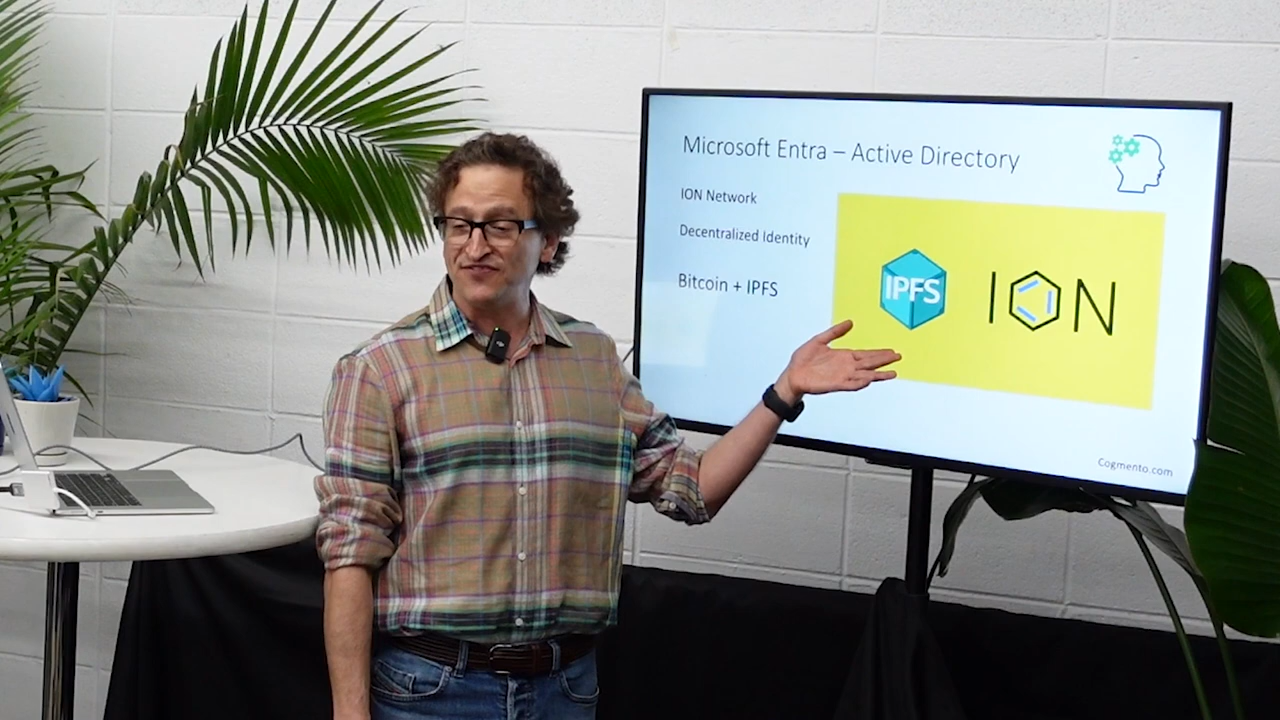 Microsoft Entra – Active Directory
ION Network
Decentralized Identity
Bitcoin + IPFS
IPFS
ION
Cogmento.com